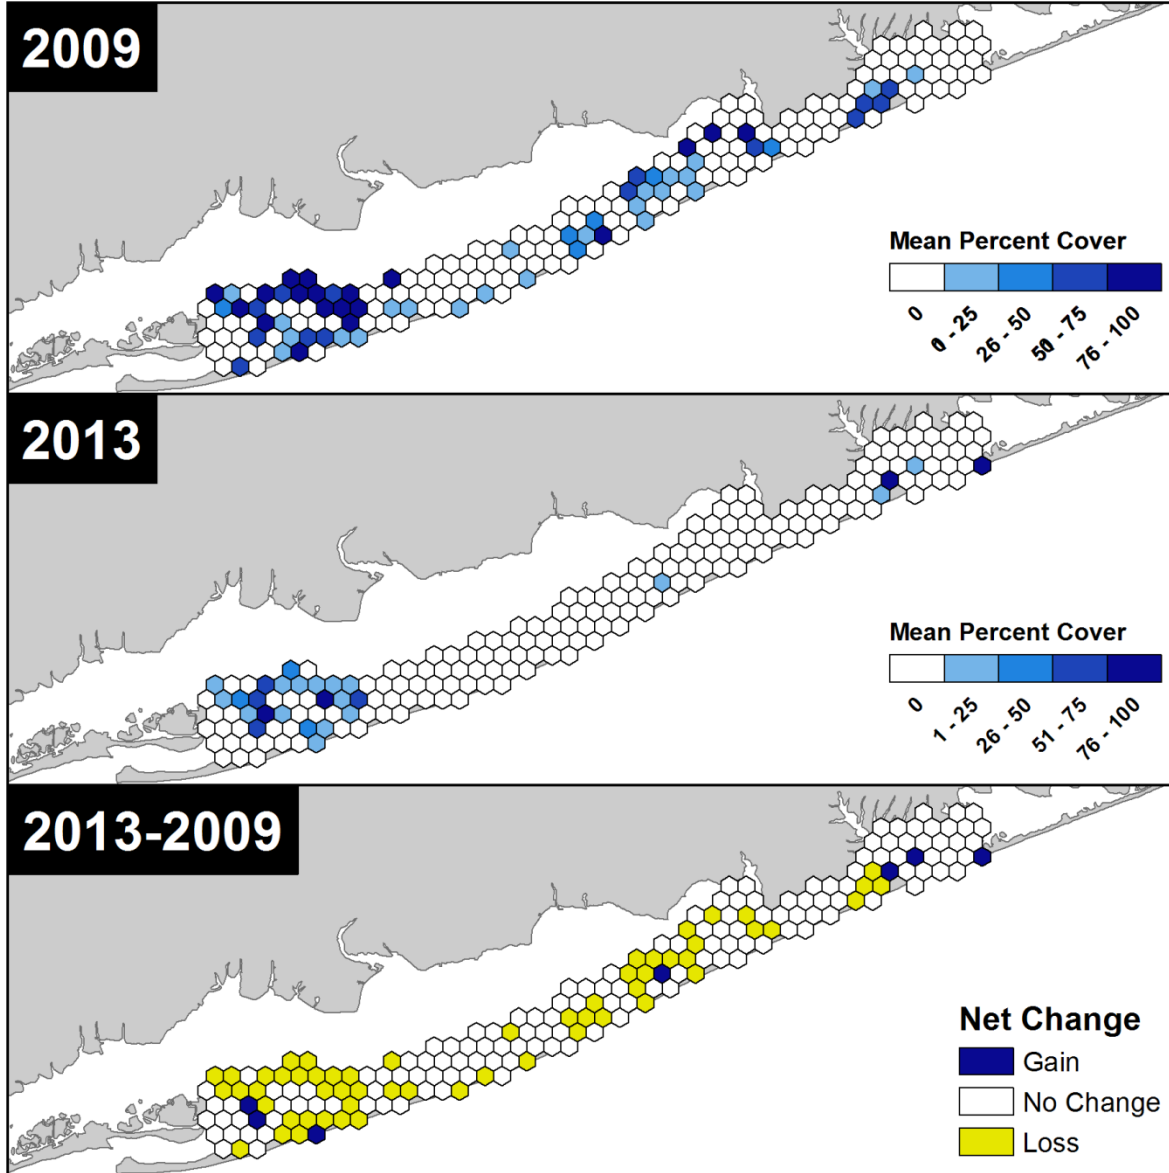 2009
Mean Percent Cover
0
0 - 25
26 - 50
50 - 75
76 - 100
2013
Mean Percent Cover
0
1 - 25
26 - 50
51 - 75
76 - 100
2013-2009
Net Change
Gain
No Change
Loss